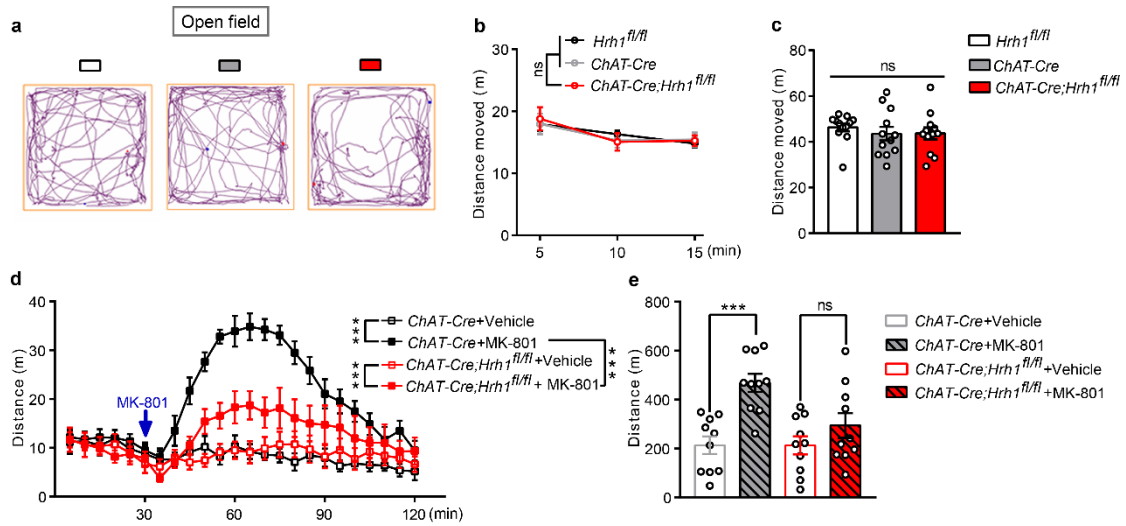 a
Open field
b
Distance moved (m)
30
20
10
0
5
10
15
(min)
ns
Hrh1fl/fl
ChAT-Cre
ChAT-Cre;Hrh1fl/fl
c
Distance moved (m)
80
60
40
20
0
ns
Hrh1fl/fl
ChAT-Cre
ChAT-Cre;Hrh1fl/fl
d
Distance (m)
40
30
20
10
0
30
60
90
120
(min)
MK-801
***
ChAT-Cre+Vehicle
ChAT-Cre+MK-801
***
ChAT-Cre;Hrh1fl/fl+Vehicle
ChAT-Cre;Hrh1fl/fl+ MK-801
***
e
Distance (m)
800
600
400
200
0
***
ns
ChAT-Cre+Vehicle
ChAT-Cre+MK-801
ChAT-Cre;Hrh1fl/fl+Vehicle
ChAT-Cre;Hrh1fl/fl+MK-801